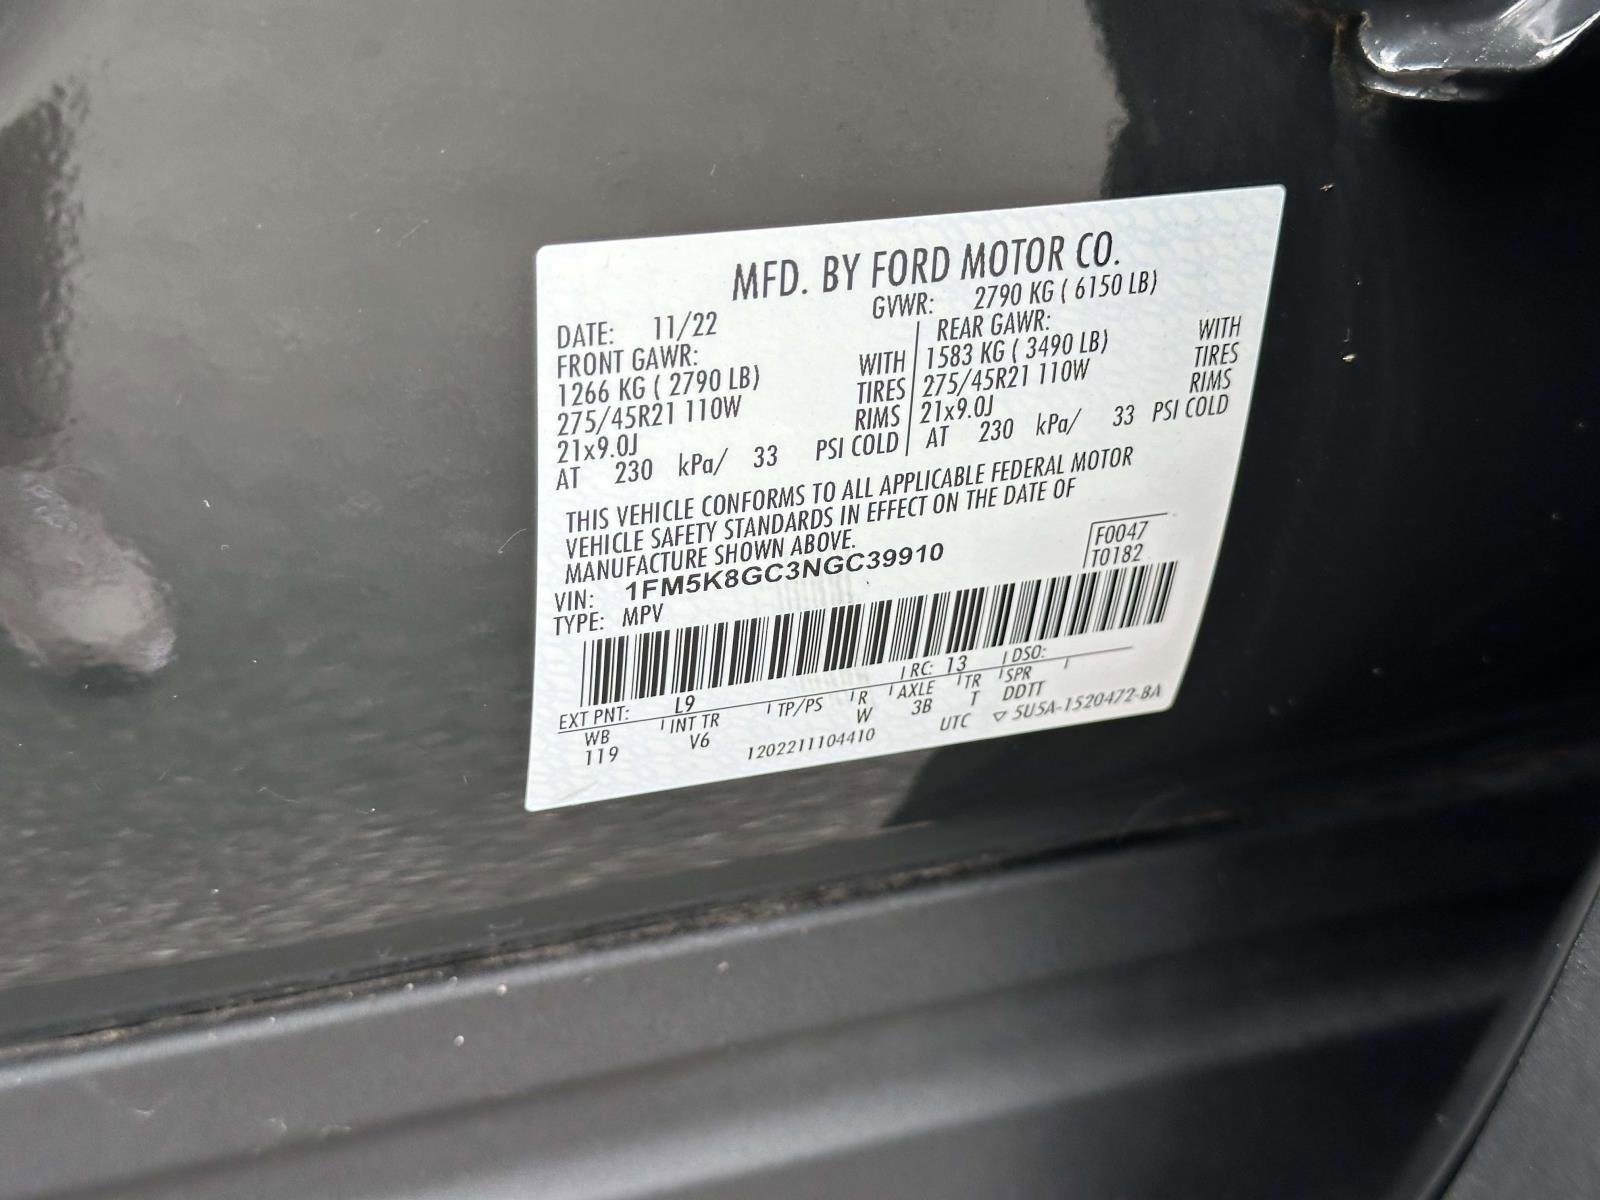 MFD. BY FORD MOTOR CO.
DATE: 11/22 GVWR: 2790 KG ( 6150 LB)
FRONT GAWR: WITH
1266 KG ( 2790 LB) TIRES
275/45R21 110W RIMS
21x9.0J
AT 230 kPa/ 33 PSI COLD
REAR GAWR: WITH
1583 KG ( 3490 LB) TIRES
275/45R21 110W RIMS
21x9.0J
AT 230 kPa/ 33 PSI COLD
THIS VEHICLE CONFORMS TO ALL APPLICABLE FEDERAL MOTOR
VEHICLE SAFETY STANDARDS IN EFFECT ON THE DATE OF
MANUFACTURE SHOWN ABOVE.
F0047
T0182
VIN: 1FM5K8GC3NGC39910
TYPE: MPV
EXT PNT: L9 RC: 13 DSO:
WB INT TR TP/PS R AXLE TR SPR
119 V6 W 3B T DDTT
1202211104410 UTC ▽ 5U5A-1520472-BA